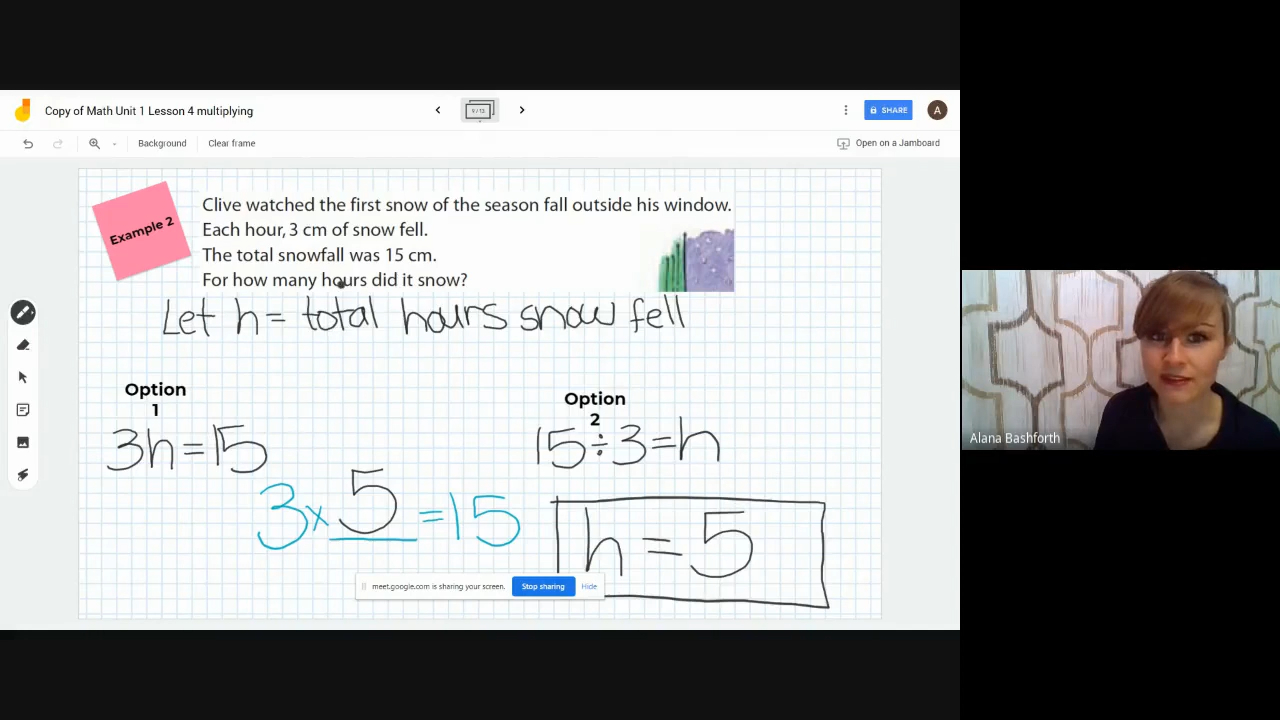 Copy of Math Unit 1 Lesson 4 multiplying
9 / 13
SHARE
A
Background
Clear frame
Open on a Jamboard
Example 2
Clive watched the first snow of the season fall outside his window.
Each hour, 3 cm of snow fell.
The total snowfall was 15 cm.
For how many hours did it snow?
Let h = total hours snow fell
Option
1
3h=15
3x 5 =15
Option
2
15÷3=h
h = 5
meet.google.com is sharing your screen.
Stop sharing
Hide
Alana Bashforth